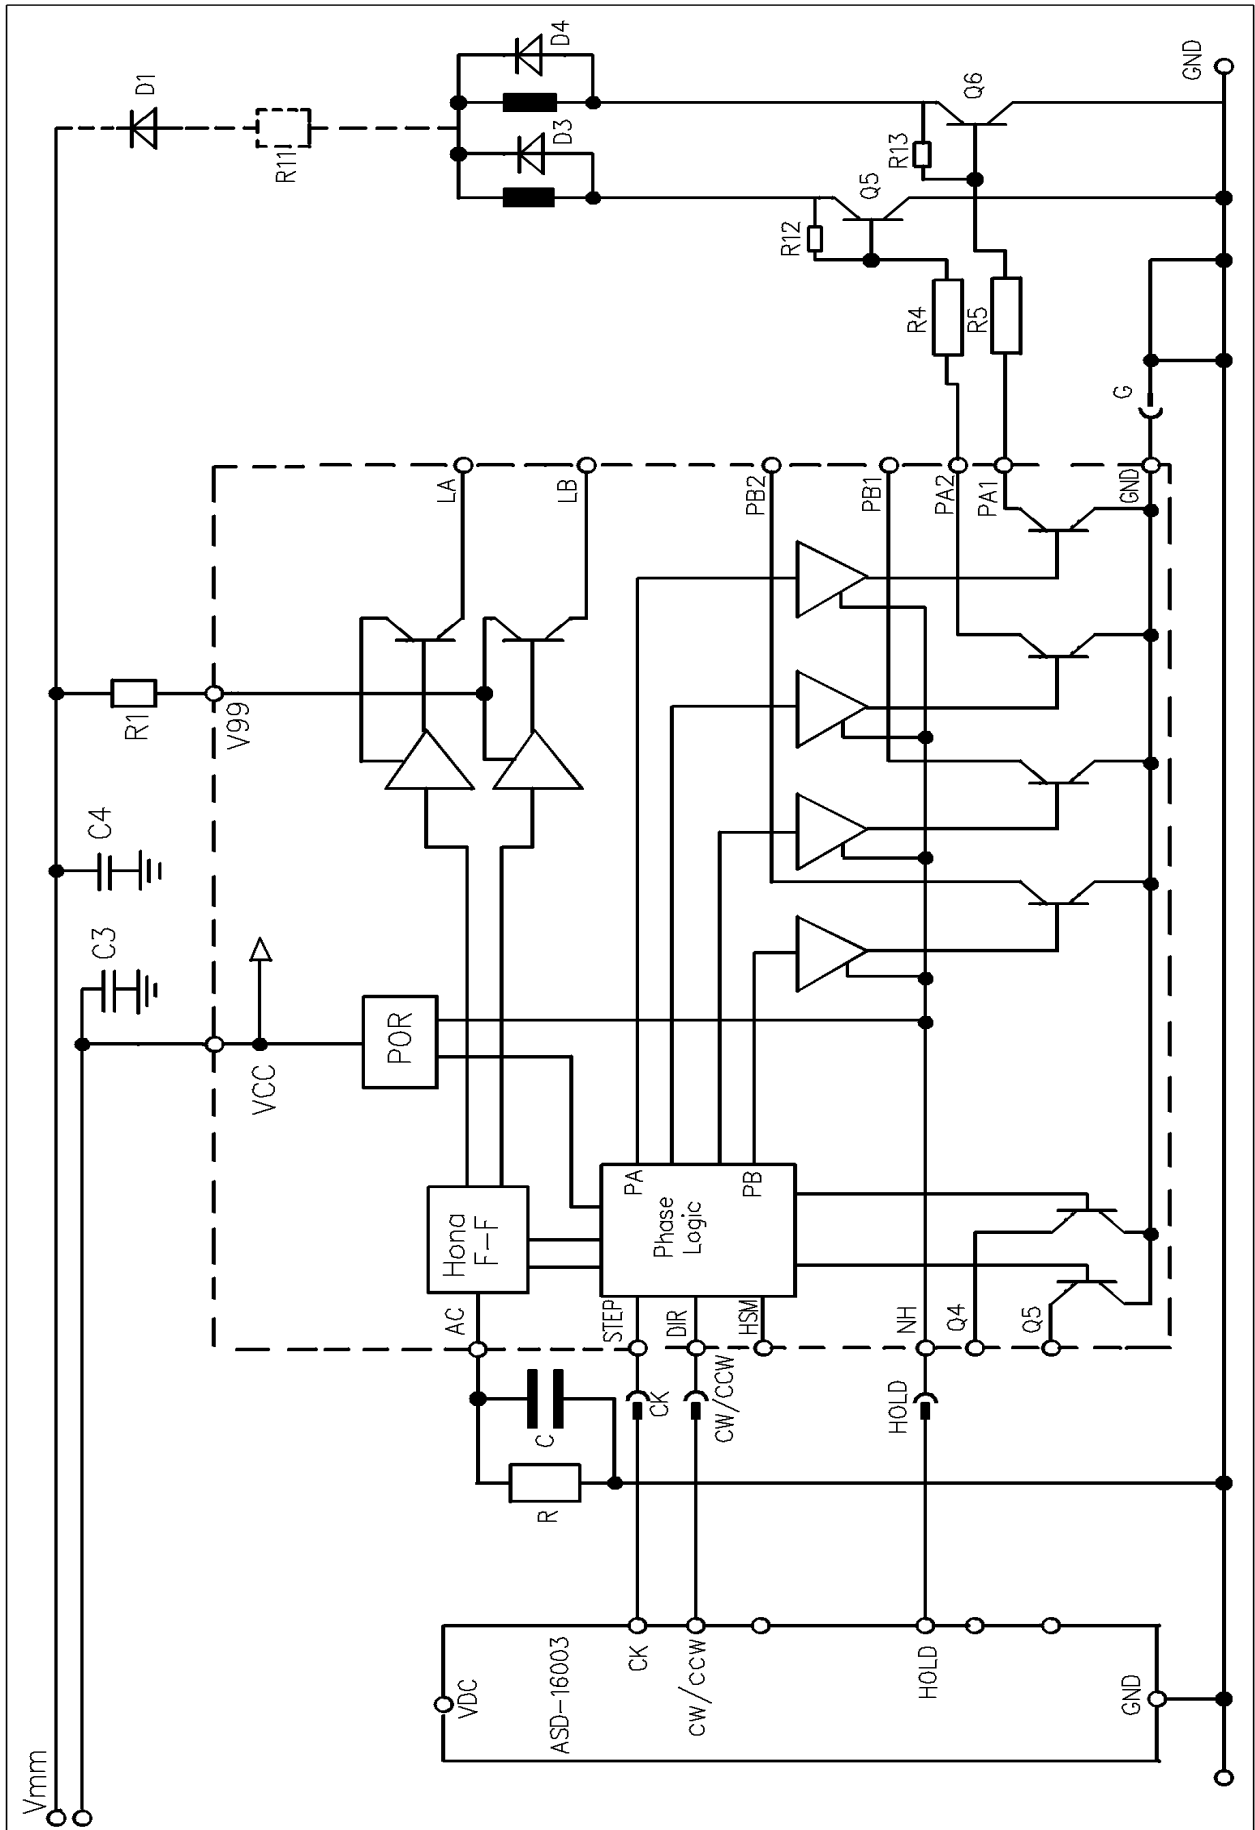 Vmm
C3
C4
R1
D1
R11
D4
D3
VCC
V99
POR
LA
LB
Hona
F-F
AC
C
R
PA
PB
Phase
Logic
STEP
DIR
HSM
NH
Q4
Q5
PB2
PB1
PA2
PA1
GND
G
R12
Q5
R13
Q6
R4
R5
GND
CK
CW/CCW
HOLD
VDC
ASD-16003
CK
CW/CCW
HOLD
GND